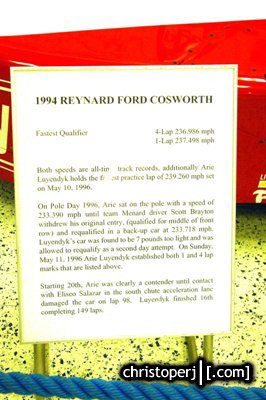 1994 REYNARD FORD COSWORTH
Fastest Qualifier 4-Lap 236.986 mph
1-Lap 237.498 mph
Both speeds are all-time track records, additionally Arie
Luyendyk holds the fastest practice lap of 239.260 mph set
on May 10, 1996.
On Pole Day 1996, Arie sat on the pole with a speed of
233.390 mph until team Menard driver Scott Brayton
withdrew his original entry, (qualified for middle of front
row) and requalified in a back-up car at 233.718 mph.
Luyendyk's car was found to be 7 pounds too light and was
allowed to requalify as a second day attempt. On Sunday,
May 11, 1996 Arie Luyendyk established both 1 and 4 lap
marks that are listed above.
Starting 20th, Arie was clearly a contender until contact
with Eliseo Salazar in the south chute acceleration lane
damaged the car on lap 98. Luyendyk finished 16th
completing 149 laps.
christoperj||[.com]